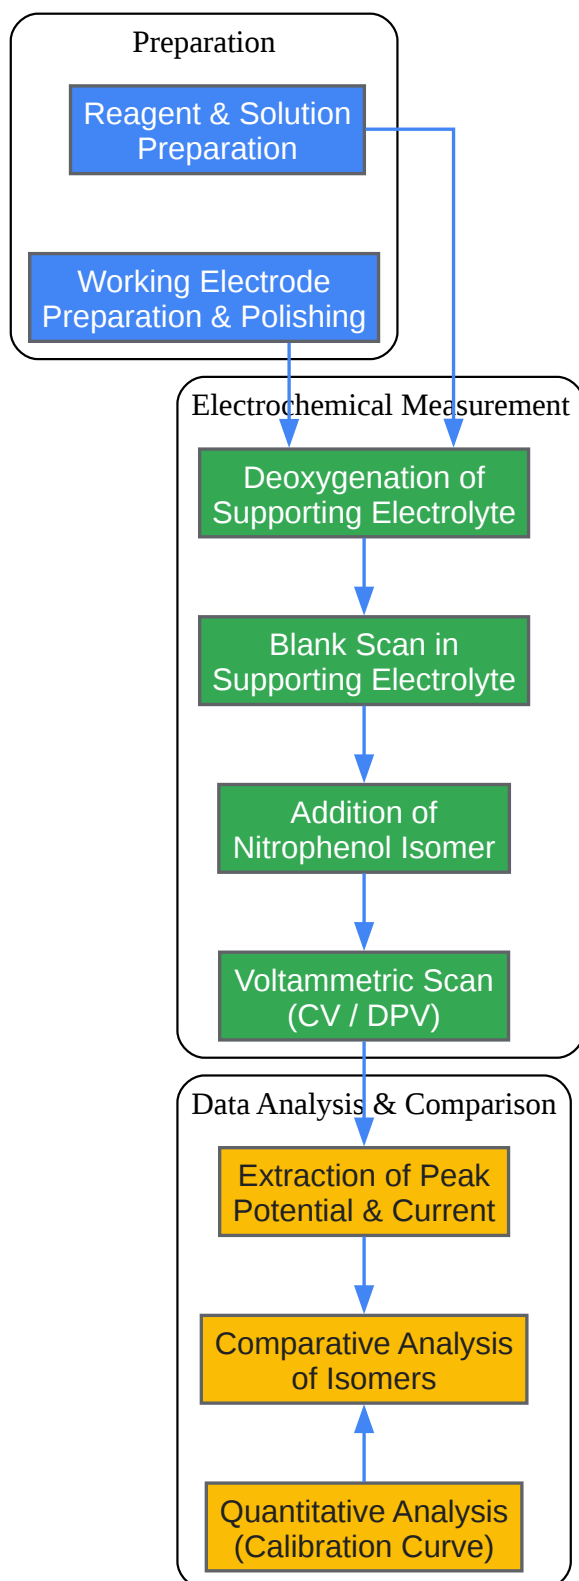 Preparation
Reagent & Solution
Preparation
Working Electrode
Preparation & Polishing
Electrochemical Measurement
Deoxygenation of
Supporting Electrolyte
Blank Scan in
Supporting Electrolyte
Addition of
Nitrophenol Isomer
Voltammetric Scan
(CV / DPV)
Data Analysis & Comparison
Extraction of Peak
Potential & Current
Comparative Analysis
of Isomers
Quantitative Analysis
(Calibration Curve)